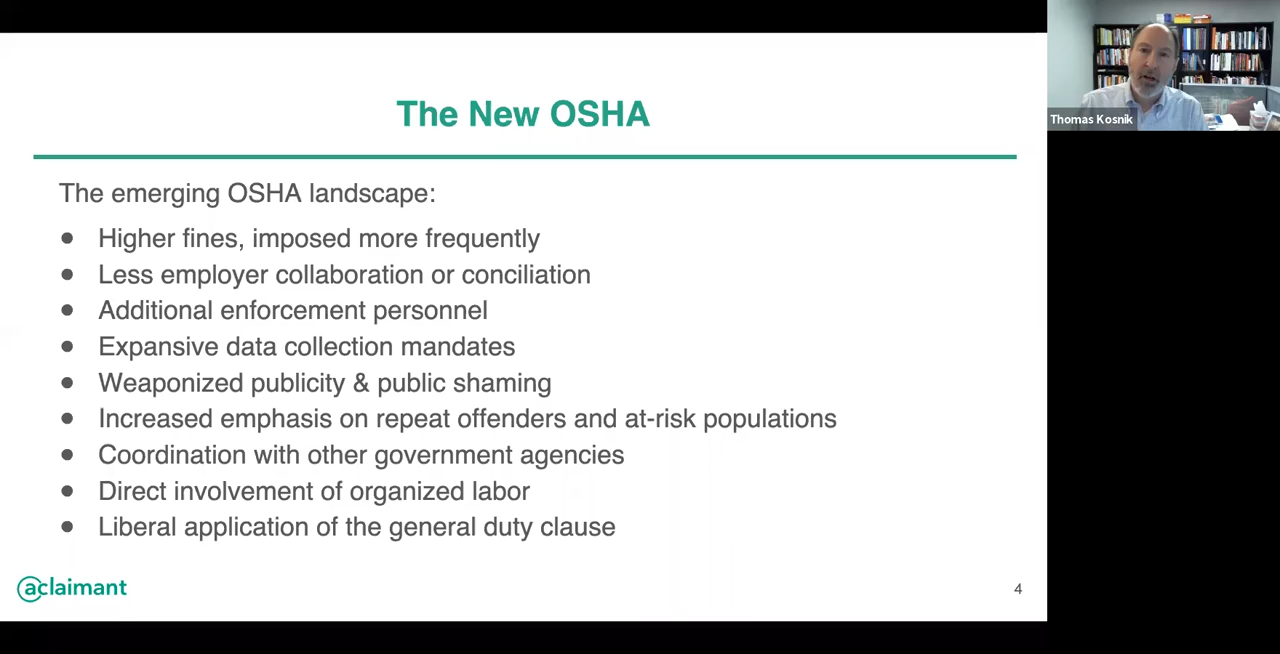 The New OSHA
The emerging OSHA landscape:
● Higher fines, imposed more frequently
● Less employer collaboration or conciliation
● Additional enforcement personnel
● Expansive data collection mandates
● Weaponized publicity & public shaming
● Increased emphasis on repeat offenders and at-risk populations
● Coordination with other government agencies
● Direct involvement of organized labor
● Liberal application of the general duty clause
aclaimant
4
Thomas Kosnik